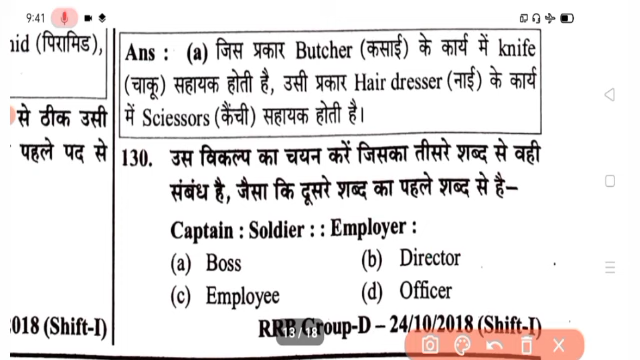 9:41
nid (पिरामिड),
से ठीक उसी
पहले पद से
018 (Shift-I)
Ans : (a) जिस प्रकार Butcher (कसाई) के कार्य में knife
(चाकू) सहायक होती है, उसी प्रकार Hair dresser (नाई) के कार्य
में Sciessors (कैंची) सहायक होती है।
130. उस विकल्प का चयन करें जिसका तीसरे शब्द से वही
संबंध है, जैसा कि दूसरे शब्द का पहले शब्द से है–
Captain : Soldier : : Employer :
(a) Boss (b) Director
(c) Employee (d) Officer
RRB Group-D – 24/10/2018 (Shift-I)
18/18